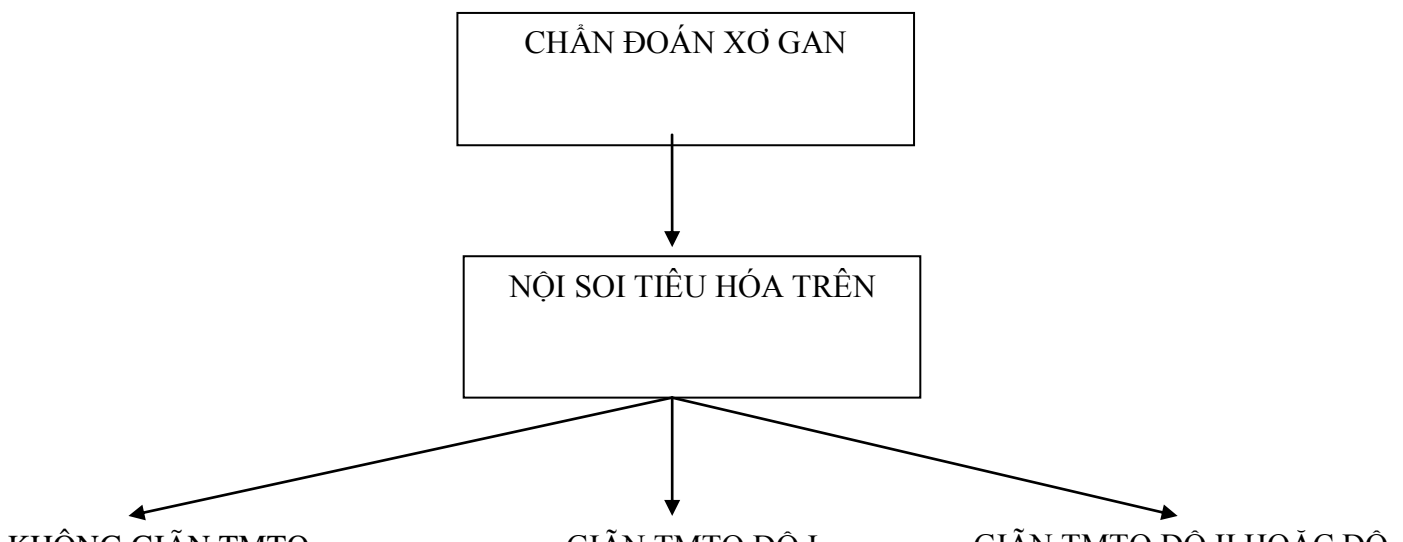 CHẨN ĐOÁN XƠ GAN
NỘI SOI TIÊU HÓA TRÊN
KHÔNG GIÃN TMTQ
GIÃN TMTQ ĐỘ I
GIÃN TMTQ ĐỘ II HOẶC ĐỘ